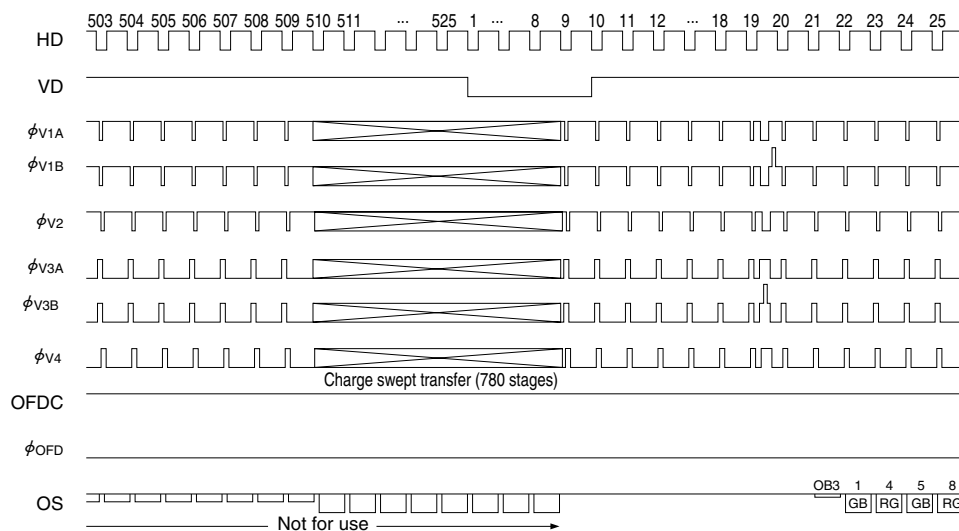 503 504 505 506 507 508 509 510 511 ... 525 1 ... 8 9 10 11 12 ... 18 19 20 21 22 23 24 25
HD
VD
ϕV1A
ϕV1B
ϕV2
ϕV3A
ϕV3B
ϕV4
Charge swept transfer (780 stages)
OFDC
ϕOFD
OB3 1 4 5 8
OS GB RG GB RG
Not for use